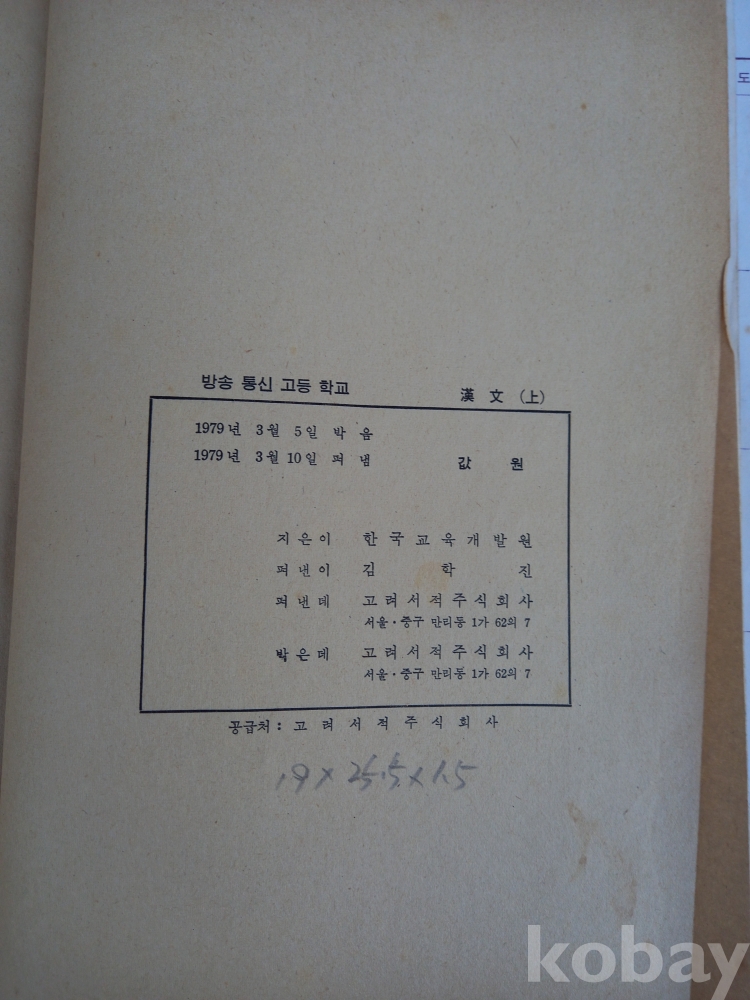 방송 통신 고등 학교 漢 文 (上)
1979년 3월 5일 박 음
1979년 3월 10일 펴 냄 값 원
지은이 한국교육개발원
펴낸이 김 학 진
펴낸데 고려서적주식회사
서울·중구 만리동 1가 62의 7
박은데 고려서적주식회사
서울·중구 만리동 1가 62의 7
공급처 : 고 려 서 적 주 식 회 사
19 × 25.5 × 1.5
도
kobay